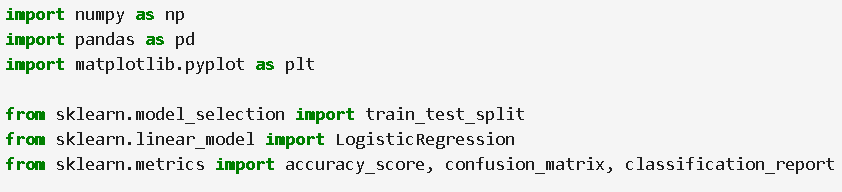 import numpy as np
import pandas as pd
import matplotlib.pyplot as plt
from sklearn.model_selection import train_test_split
from sklearn.linear_model import LogisticRegression
from sklearn.metrics import accuracy_score, confusion_matrix, classification_report